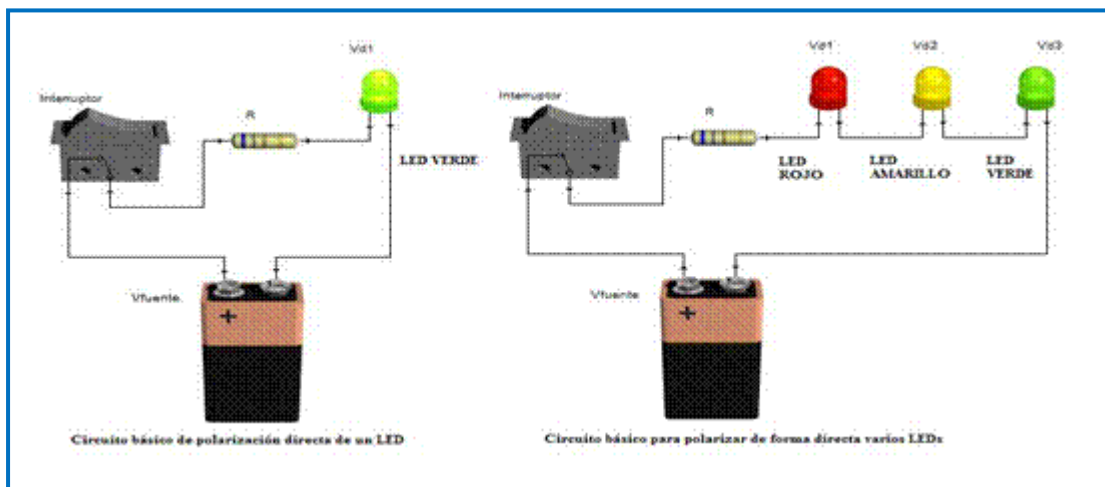 Vd1
Interruptor
R
LED VERDE
Vfuente
+
Circuito básico de polarización directa de un LED
Vd1
Vd2
Vd3
Interruptor
R
LED
ROJO
LED
AMARILLO
LED
VERDE
Vfuente
+
Circuito básico para polarizar de forma directa varios LEDs